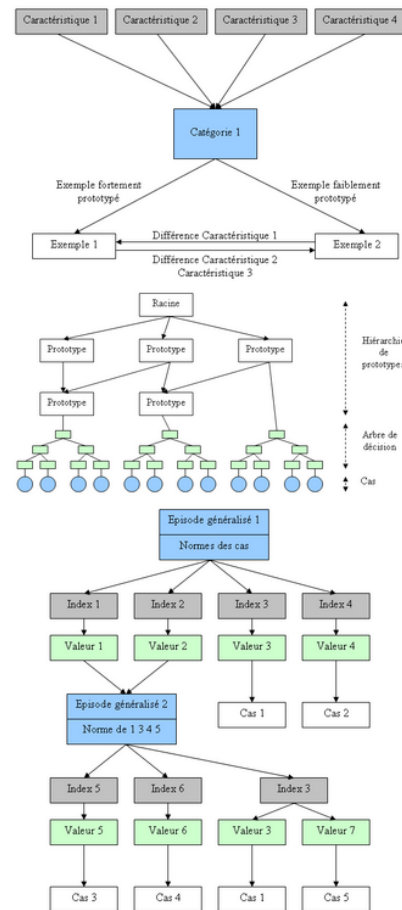 Caractéristique 1
Caractéristique 2
Caractéristique 3
Caractéristique 4
Catégorie 1
Exemple fortement
prototypé
Exemple faiblement
prototypé
Différence Caractéristique 1
Exemple 1
Exemple 2
Différence Caractéristique 2
Caractéristique 3
Racine
Prototype
Prototype
Prototype
Hiérarchie
de
prototypes
Prototype
Prototype
Arbre de
décision
Cas
Episode généralisé 1
Normes des cas
Index 1
Index 2
Index 3
Index 4
Valeur 1
Valeur 2
Valeur 3
Valeur 4
Episode généralisé 2
Norme de 1 3 4 5
Cas 1
Cas 2
Index 5
Index 6
Index 3
Valeur 5
Valeur 6
Valeur 3
Valeur 7
Cas 3
Cas 4
Cas 1
Cas 5